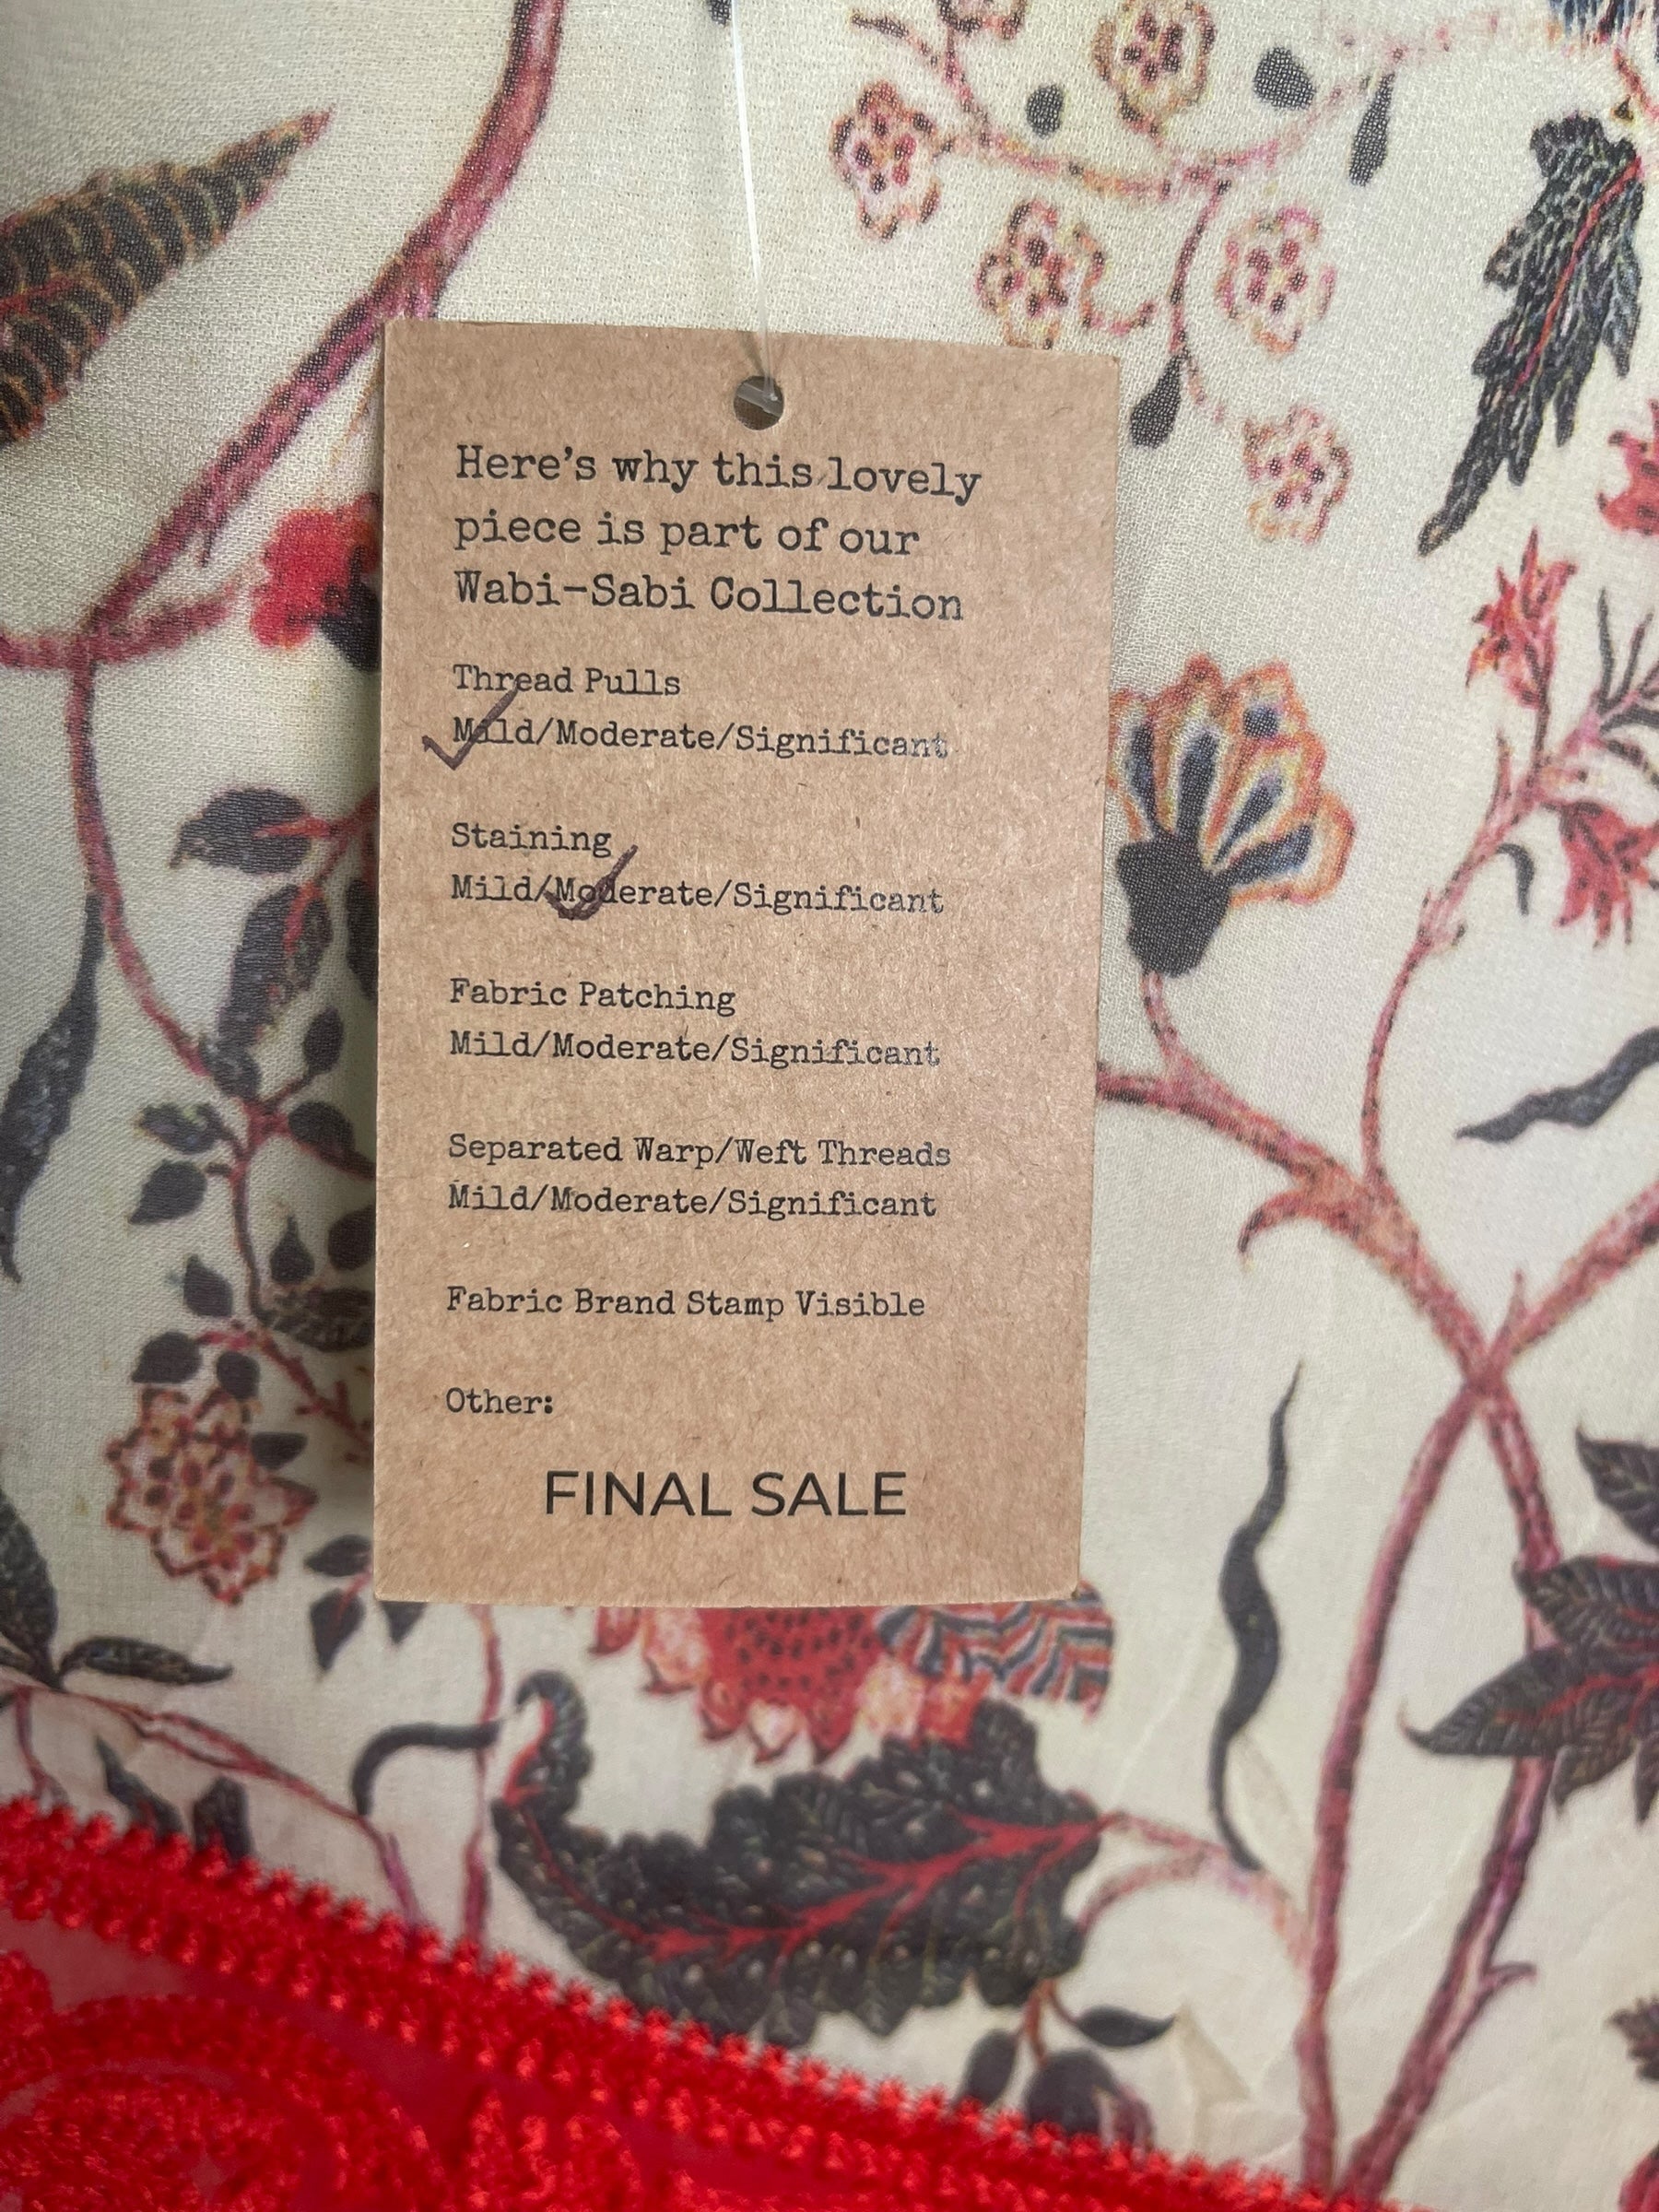 Here's why this lovely
piece is part of our
Wabi-Sabi Collection
Thread Pulls
Mild/Moderate/Significant
Staining
Mild/Moderate/Significant
Fabric Patching
Mild/Moderate/Significant
Separated Warp/Weft Threads
Mild/Moderate/Significant
Fabric Brand Stamp Visible
Other:
FINAL SALE